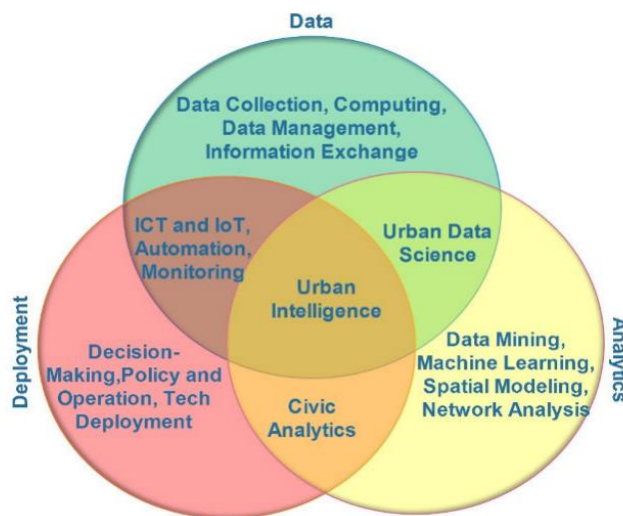 Data
Data Collection, Computing,
Data Management,
Information Exchange
ICT and IoT,
Automation,
Monitoring
Urban Data
Science
Urban
Intelligence
Deployment
Decision-
Making,Policy and
Operation, Tech
Deployment
Civic
Analytics
Data Mining,
Machine Learning,
Spatial Modeling,
Network Analysis
Analytics